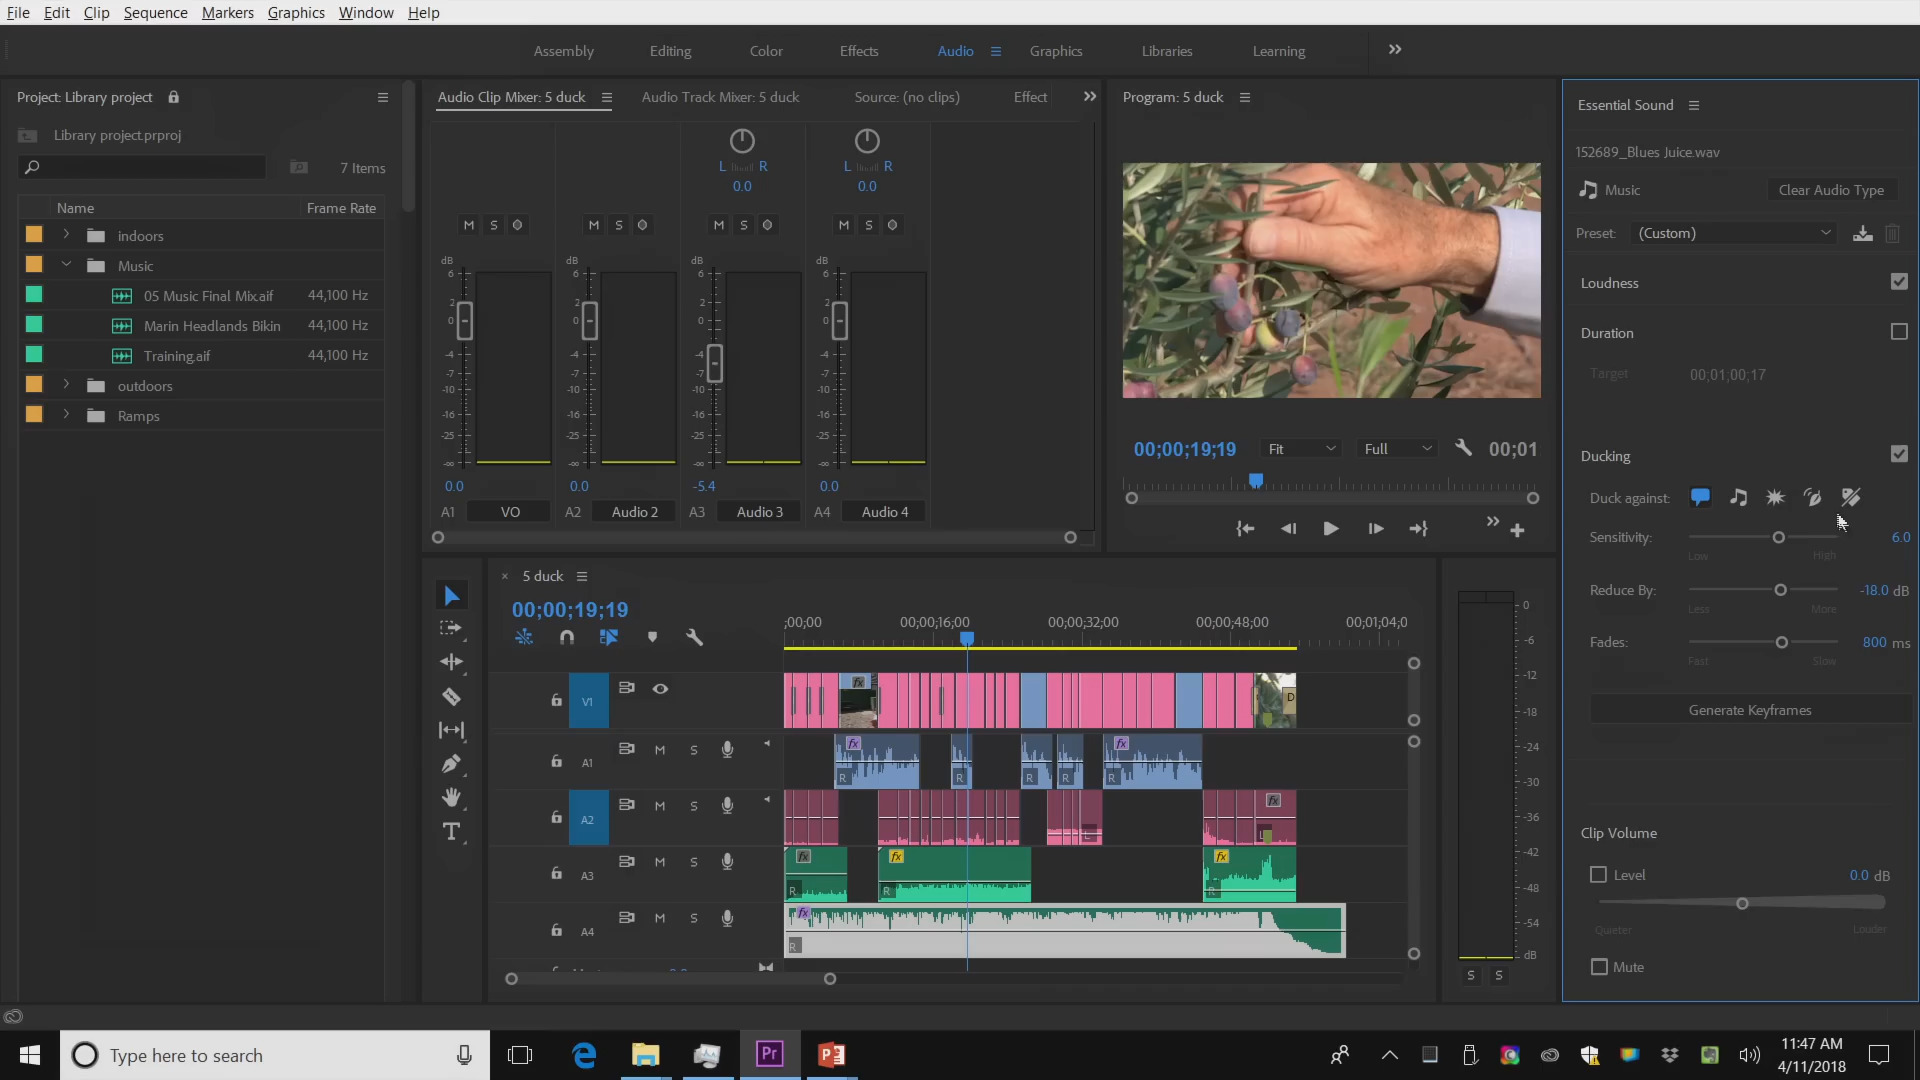 File Edit Clip Sequence Markers Graphics Window Help
Assembly Editing Color Effects Audio Graphics Libraries Learning
Project: Library project
Library project.prproj
7 Items
Name Frame Rate
indoors
Music
05 Music Final Mix.aif 44,100 Hz
Marin Headlands Bikin 44,100 Hz
Training.aif 44,100 Hz
outdoors
Ramps
Audio Clip Mixer: 5 duck Audio Track Mixer: 5 duck Source: (no clips) Effect
L R L R
0.0 0.0
M S M S M S M S
dB dB dB dB
6 6 6 6
2 2 2 2
0 0 0 0
-4 -4 -4 -4
-7 -7 -7 -7
-10 -10 -10 -10
-16 -16 -16 -16
-25 -25 -25 -25
-∞ -∞ -∞ -∞
0.0 0.0 -5.4 0.0
A1 VO A2 Audio 2 A3 Audio 3 A4 Audio 4
Program: 5 duck
00;00;19;19 Fit Full 00;01
5 duck
00;00;19;19
;00;00 00;00;16;00 00;00;32;00 00;00;48;00 00;01;04;0
V1 fx D
A1 M S fx R R R R R fx
A2 M S L fx L
A3 M S fx R fx R fx R
A4 M S fx R
0
-6
-12
-18
-24
-30
-36
-42
-48
-54
dB
S S
Essential Sound
152689_Blues Juice.wav
Music Clear Audio Type
Preset: (Custom)
Loudness
Duration
Target 00;01;00;17
Ducking
Duck against:
Sensitivity: 6.0
Low High
Reduce By: -18.0 dB
Less More
Fades: 800 ms
Fast Slow
Generate Keyframes
Clip Volume
Level 0.0 dB
Quieter Louder
Mute
Type here to search
Pr
11:47 AM
4/11/2018